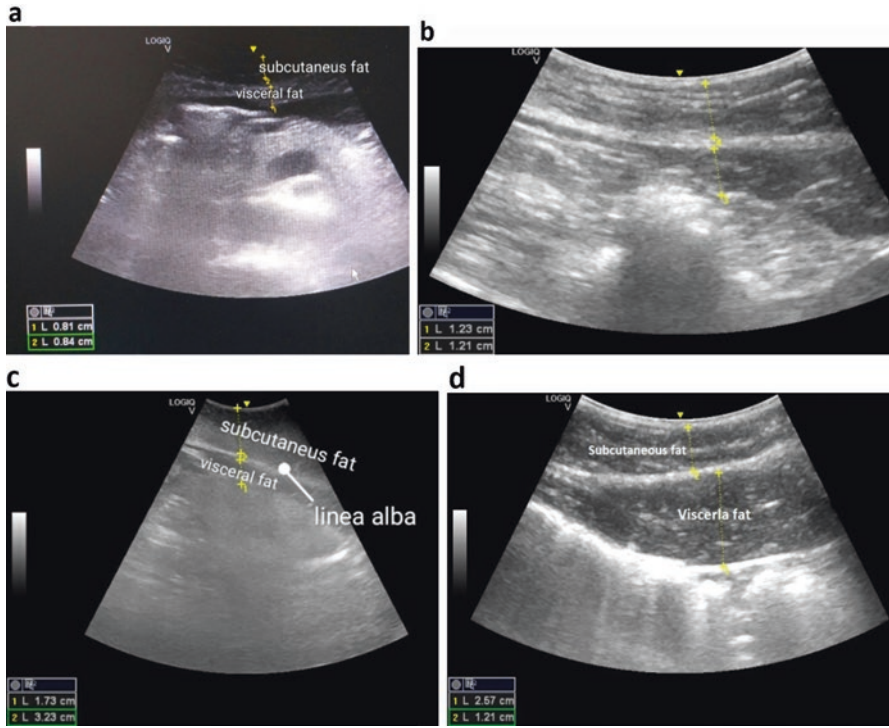 a
LOGIQ
V
subcutaneus fat
visceral fat
1 L 0.81 cm
2 L 0.84 cm
b
LOGIQ
V
1 L 1.23 cm
2 L 1.21 cm
c
LOGIQ
V
subcutaneus fat
visceral fat
linea alba
1 L 1.73 cm
2 L 3.23 cm
d
LOGIQ
V
Subcutaneous fat
Viscerla fat
1 L 2.57 cm
2 L 1.21 cm